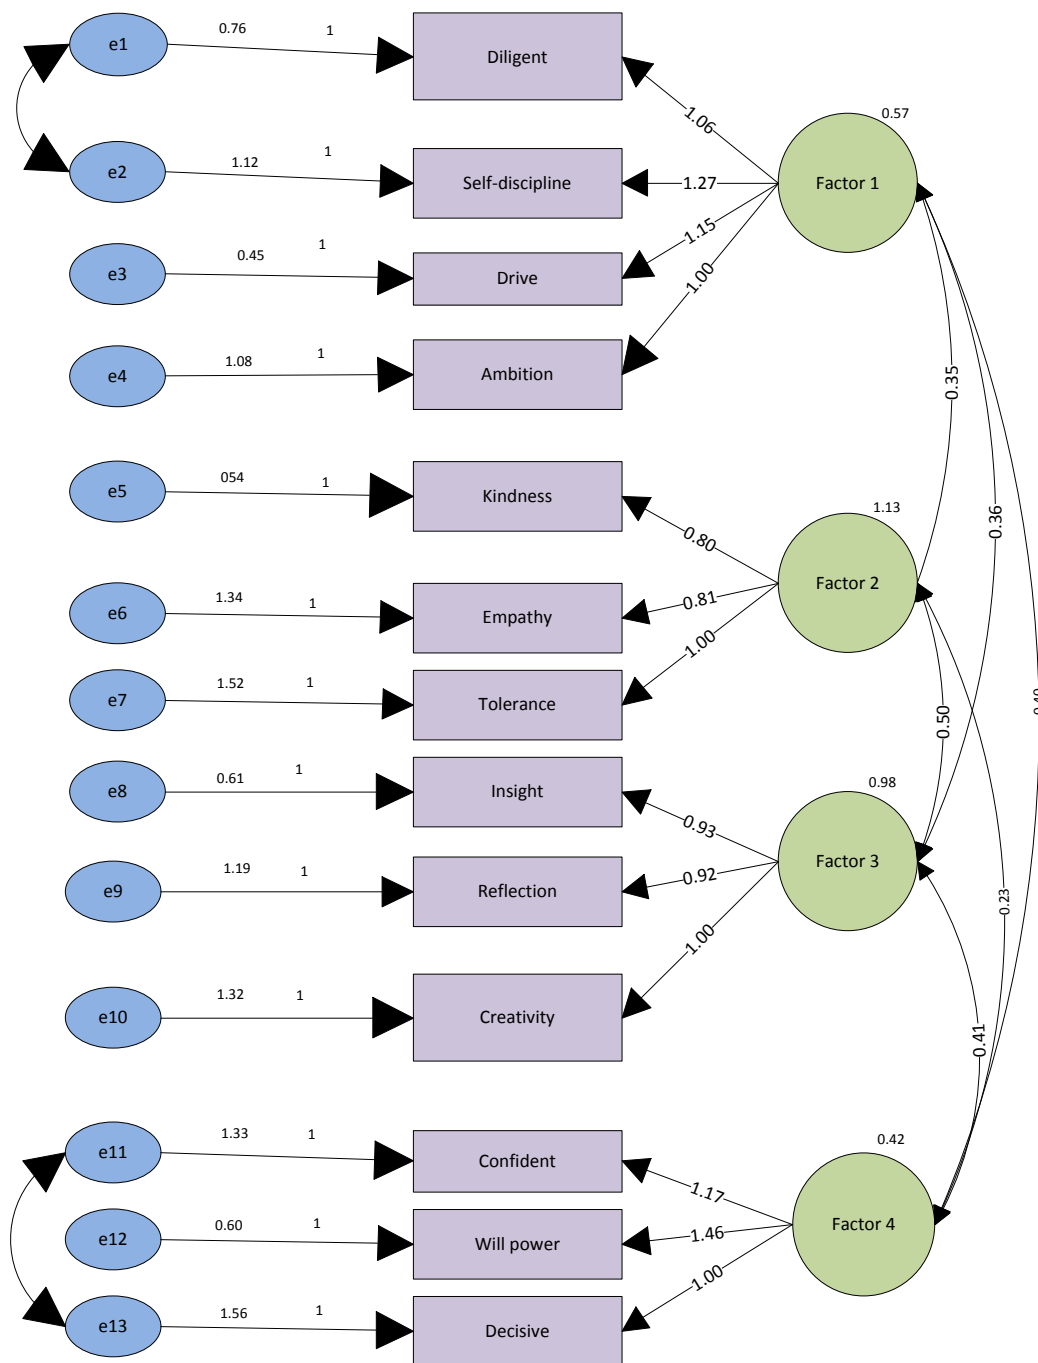 e1 0.76 1 Diligent
0.57
1.06
e2 1.12 1 Self-discipline 1.27 Factor 1
1.15
e3 0.45 1 Drive
1.00
e4 1.08 1 Ambition
0.35
e5 054 1 Kindness
1.13
0.36
0.80
Factor 2
e6 1.34 1 Empathy 0.81
1.00
e7 1.52 1 Tolerance
0.50
e8 0.61 1 Insight
0.98
0.93
Factor 3
e9 1.19 1 Reflection 0.92
0.23
1.00
e10 1.32 1 Creativity
0.41
e11 1.33 1 Confident
0.42
1.17
Factor 4
e12 0.60 1 Will power 1.46
1.00
e13 1.56 1 Decisive